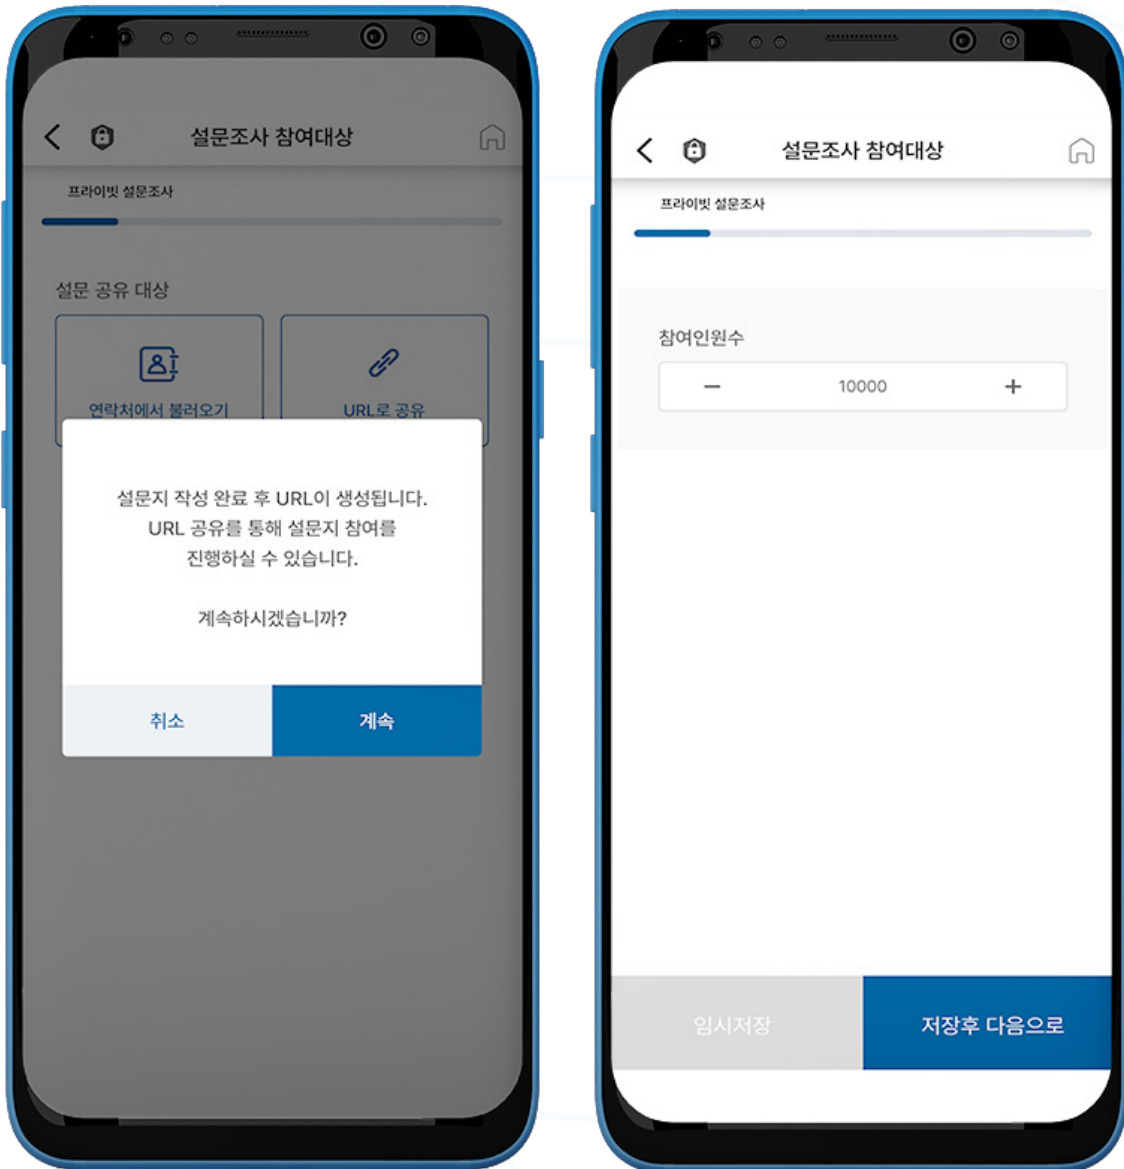 설문조사 참여대상
프라이빗 설문조사
설문 공유 대상
연락처에서 불러오기
URL로 공유
설문지 작성 완료 후 URL이 생성됩니다.
URL 공유를 통해 설문지 참여를
진행하실 수 있습니다.
계속하시겠습니까?
취소
계속
설문조사 참여대상
프라이빗 설문조사
참여인원수
− 10000 +
임시저장
저장후 다음으로